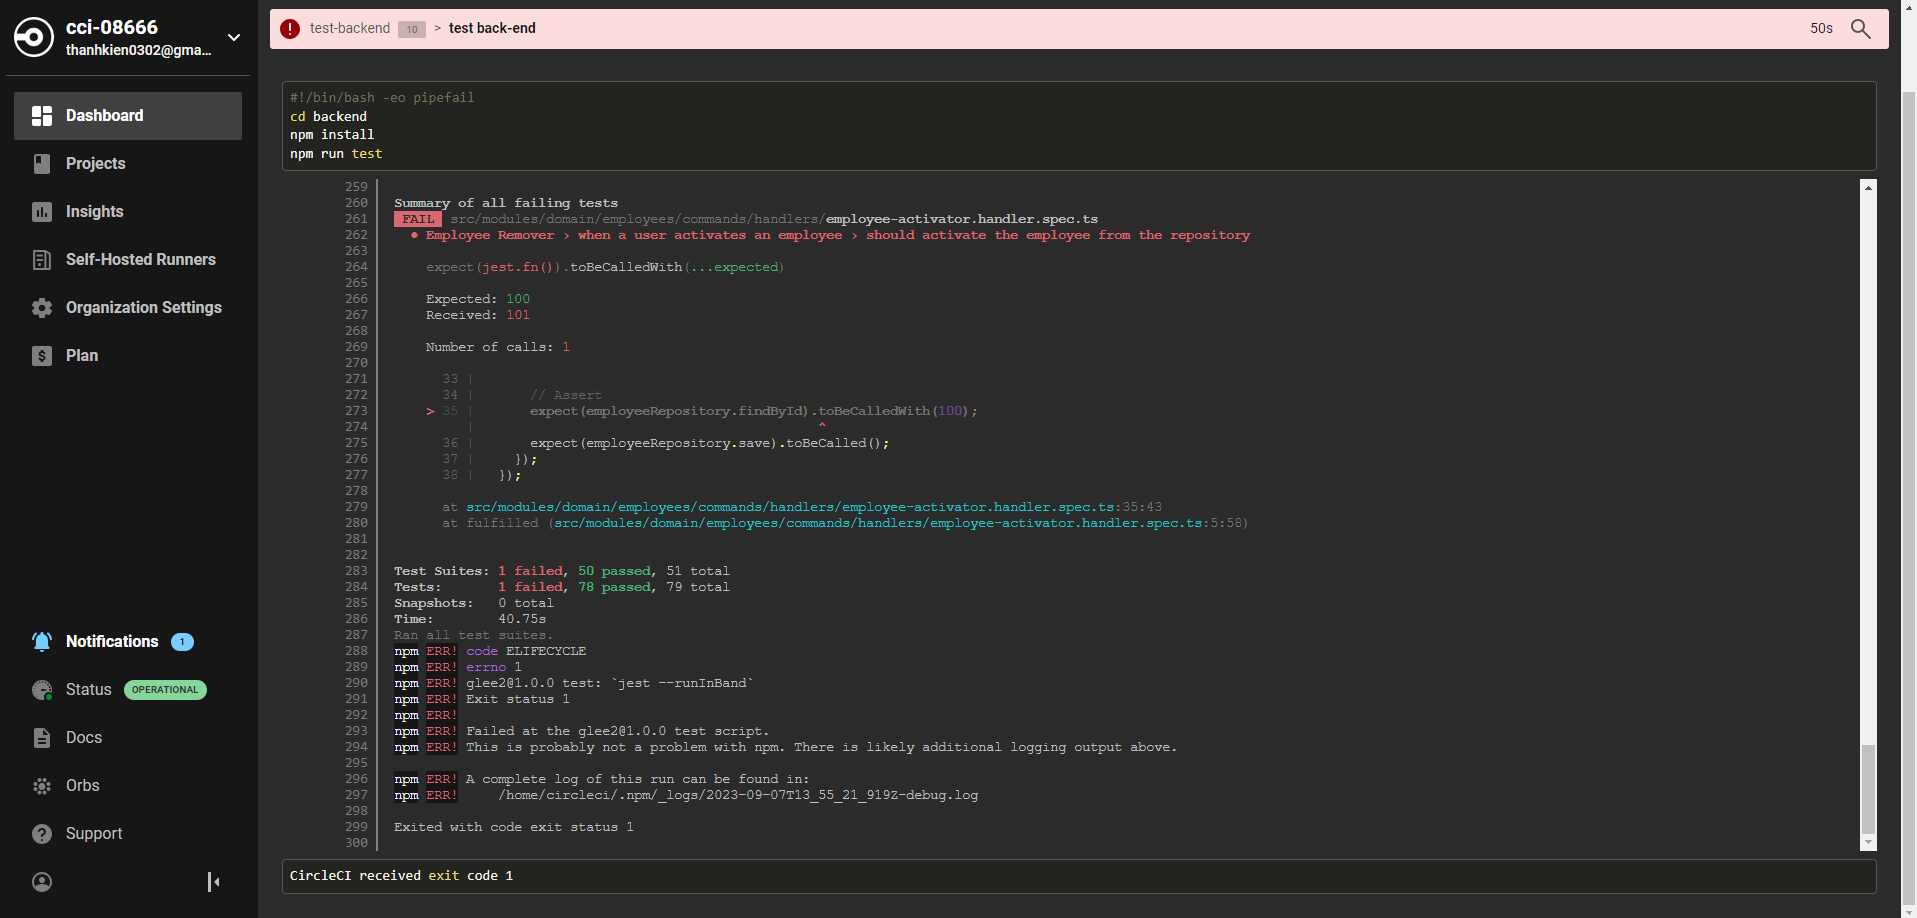 cci-08666
thanhkien0302@gma...
Dashboard
Projects
Insights
Self-Hosted Runners
Organization Settings
Plan
Notifications 1
Status OPERATIONAL
Docs
Orbs
Support
test-backend 10 > test back-end 50s
#!/bin/bash -eo pipefail
cd backend
npm install
npm run test
259
260 Summary of all failing tests
261 FAIL src/modules/domain/employees/commands/handlers/employee-activator.handler.spec.ts
262 ● Employee Remover › when a user activates an employee › should activate the employee from the repository
263
264 expect(jest.fn()).toBeCalledWith(...expected)
265
266 Expected: 100
267 Received: 101
268
269 Number of calls: 1
270
271 33 |
272 34 | // Assert
273 > 35 | expect(employeeRepository.findById).toBeCalledWith(100);
274 | ^
275 36 | expect(employeeRepository.save).toBeCalled();
276 37 | });
277 38 | });
278
279 at src/modules/domain/employees/commands/handlers/employee-activator.handler.spec.ts:35:43
280 at fulfilled (src/modules/domain/employees/commands/handlers/employee-activator.handler.spec.ts:5:58)
281
282
283 Test Suites: 1 failed, 50 passed, 51 total
284 Tests: 1 failed, 78 passed, 79 total
285 Snapshots: 0 total
286 Time: 40.75s
287 Ran all test suites.
288 npm ERR! code ELIFECYCLE
289 npm ERR! errno 1
290 npm ERR! glee2@1.0.0 test: `jest --runInBand`
291 npm ERR! Exit status 1
292 npm ERR!
293 npm ERR! Failed at the glee2@1.0.0 test script.
294 npm ERR! This is probably not a problem with npm. There is likely additional logging output above.
295
296 npm ERR! A complete log of this run can be found in:
297 npm ERR! /home/circleci/.npm/_logs/2023-09-07T13_55_21_919Z-debug.log
298
299 Exited with code exit status 1
300
CircleCI received exit code 1